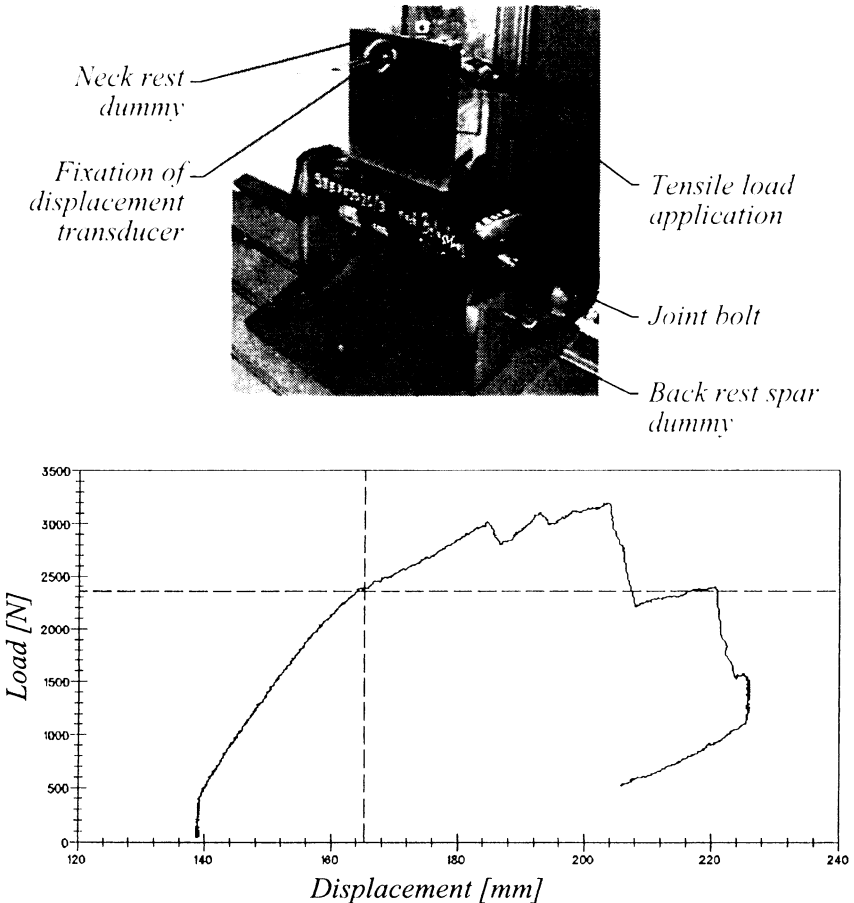 Neck rest
dummy
Fixation of
displacement
transducer
Tensile load
application
Joint bolt
Back rest spar
dummy
3500
3000
2500
2000
1500
1000
500
0
Load [N]
120 140 160 180 200 220 240
Displacement [mm]